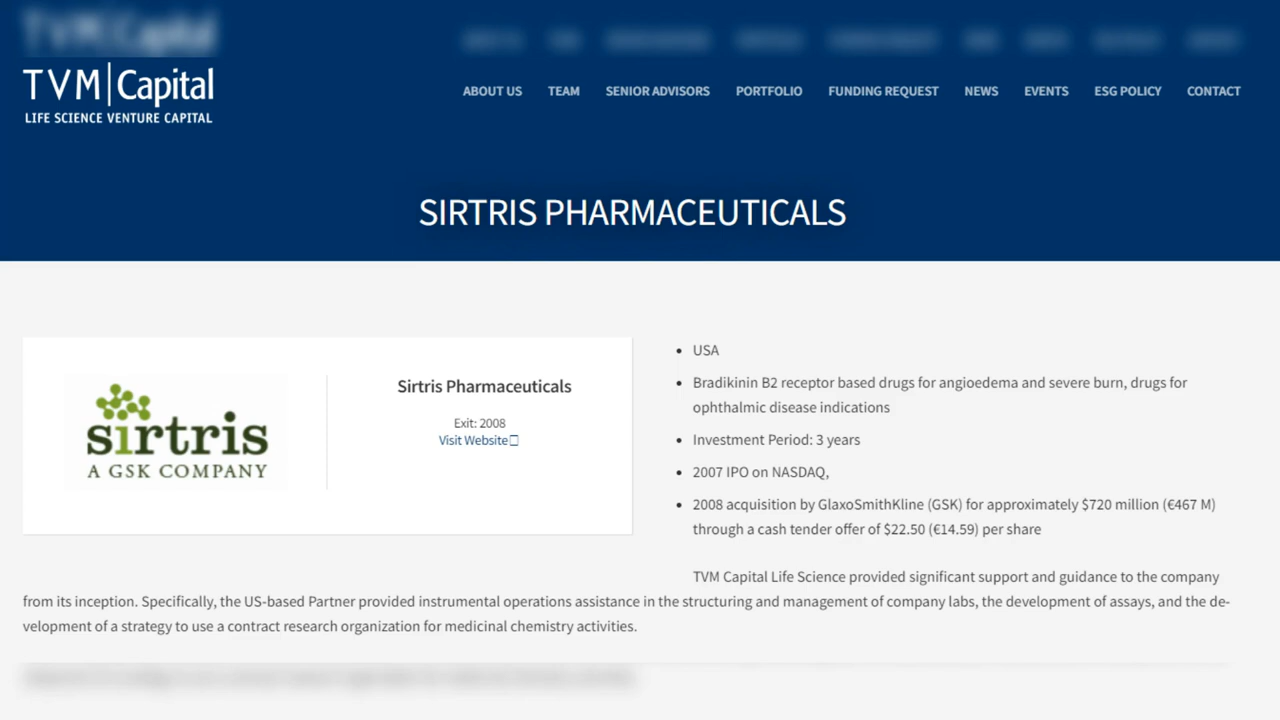 TVM|Capital
LIFE SCIENCE VENTURE CAPITAL
ABOUT US TEAM SENIOR ADVISORS PORTFOLIO FUNDING REQUEST NEWS EVENTS ESG POLICY CONTACT
SIRTRIS PHARMACEUTICALS
sirtris
A GSK COMPANY
Sirtris Pharmaceuticals
Exit: 2008
Visit Website
• USA
• Bradikinin B2 receptor based drugs for angioedema and severe burn, drugs for
ophthalmic disease indications
• Investment Period: 3 years
• 2007 IPO on NASDAQ,
• 2008 acquisition by GlaxoSmithKline (GSK) for approximately $720 million (€467 M)
through a cash tender offer of $22.50 (€14.59) per share
TVM Capital Life Science provided significant support and guidance to the company
from its inception. Specifically, the US-based Partner provided instrumental operations assistance in the structuring and management of company labs, the development of assays, and the de-
velopment of a strategy to use a contract research organization for medicinal chemistry activities.